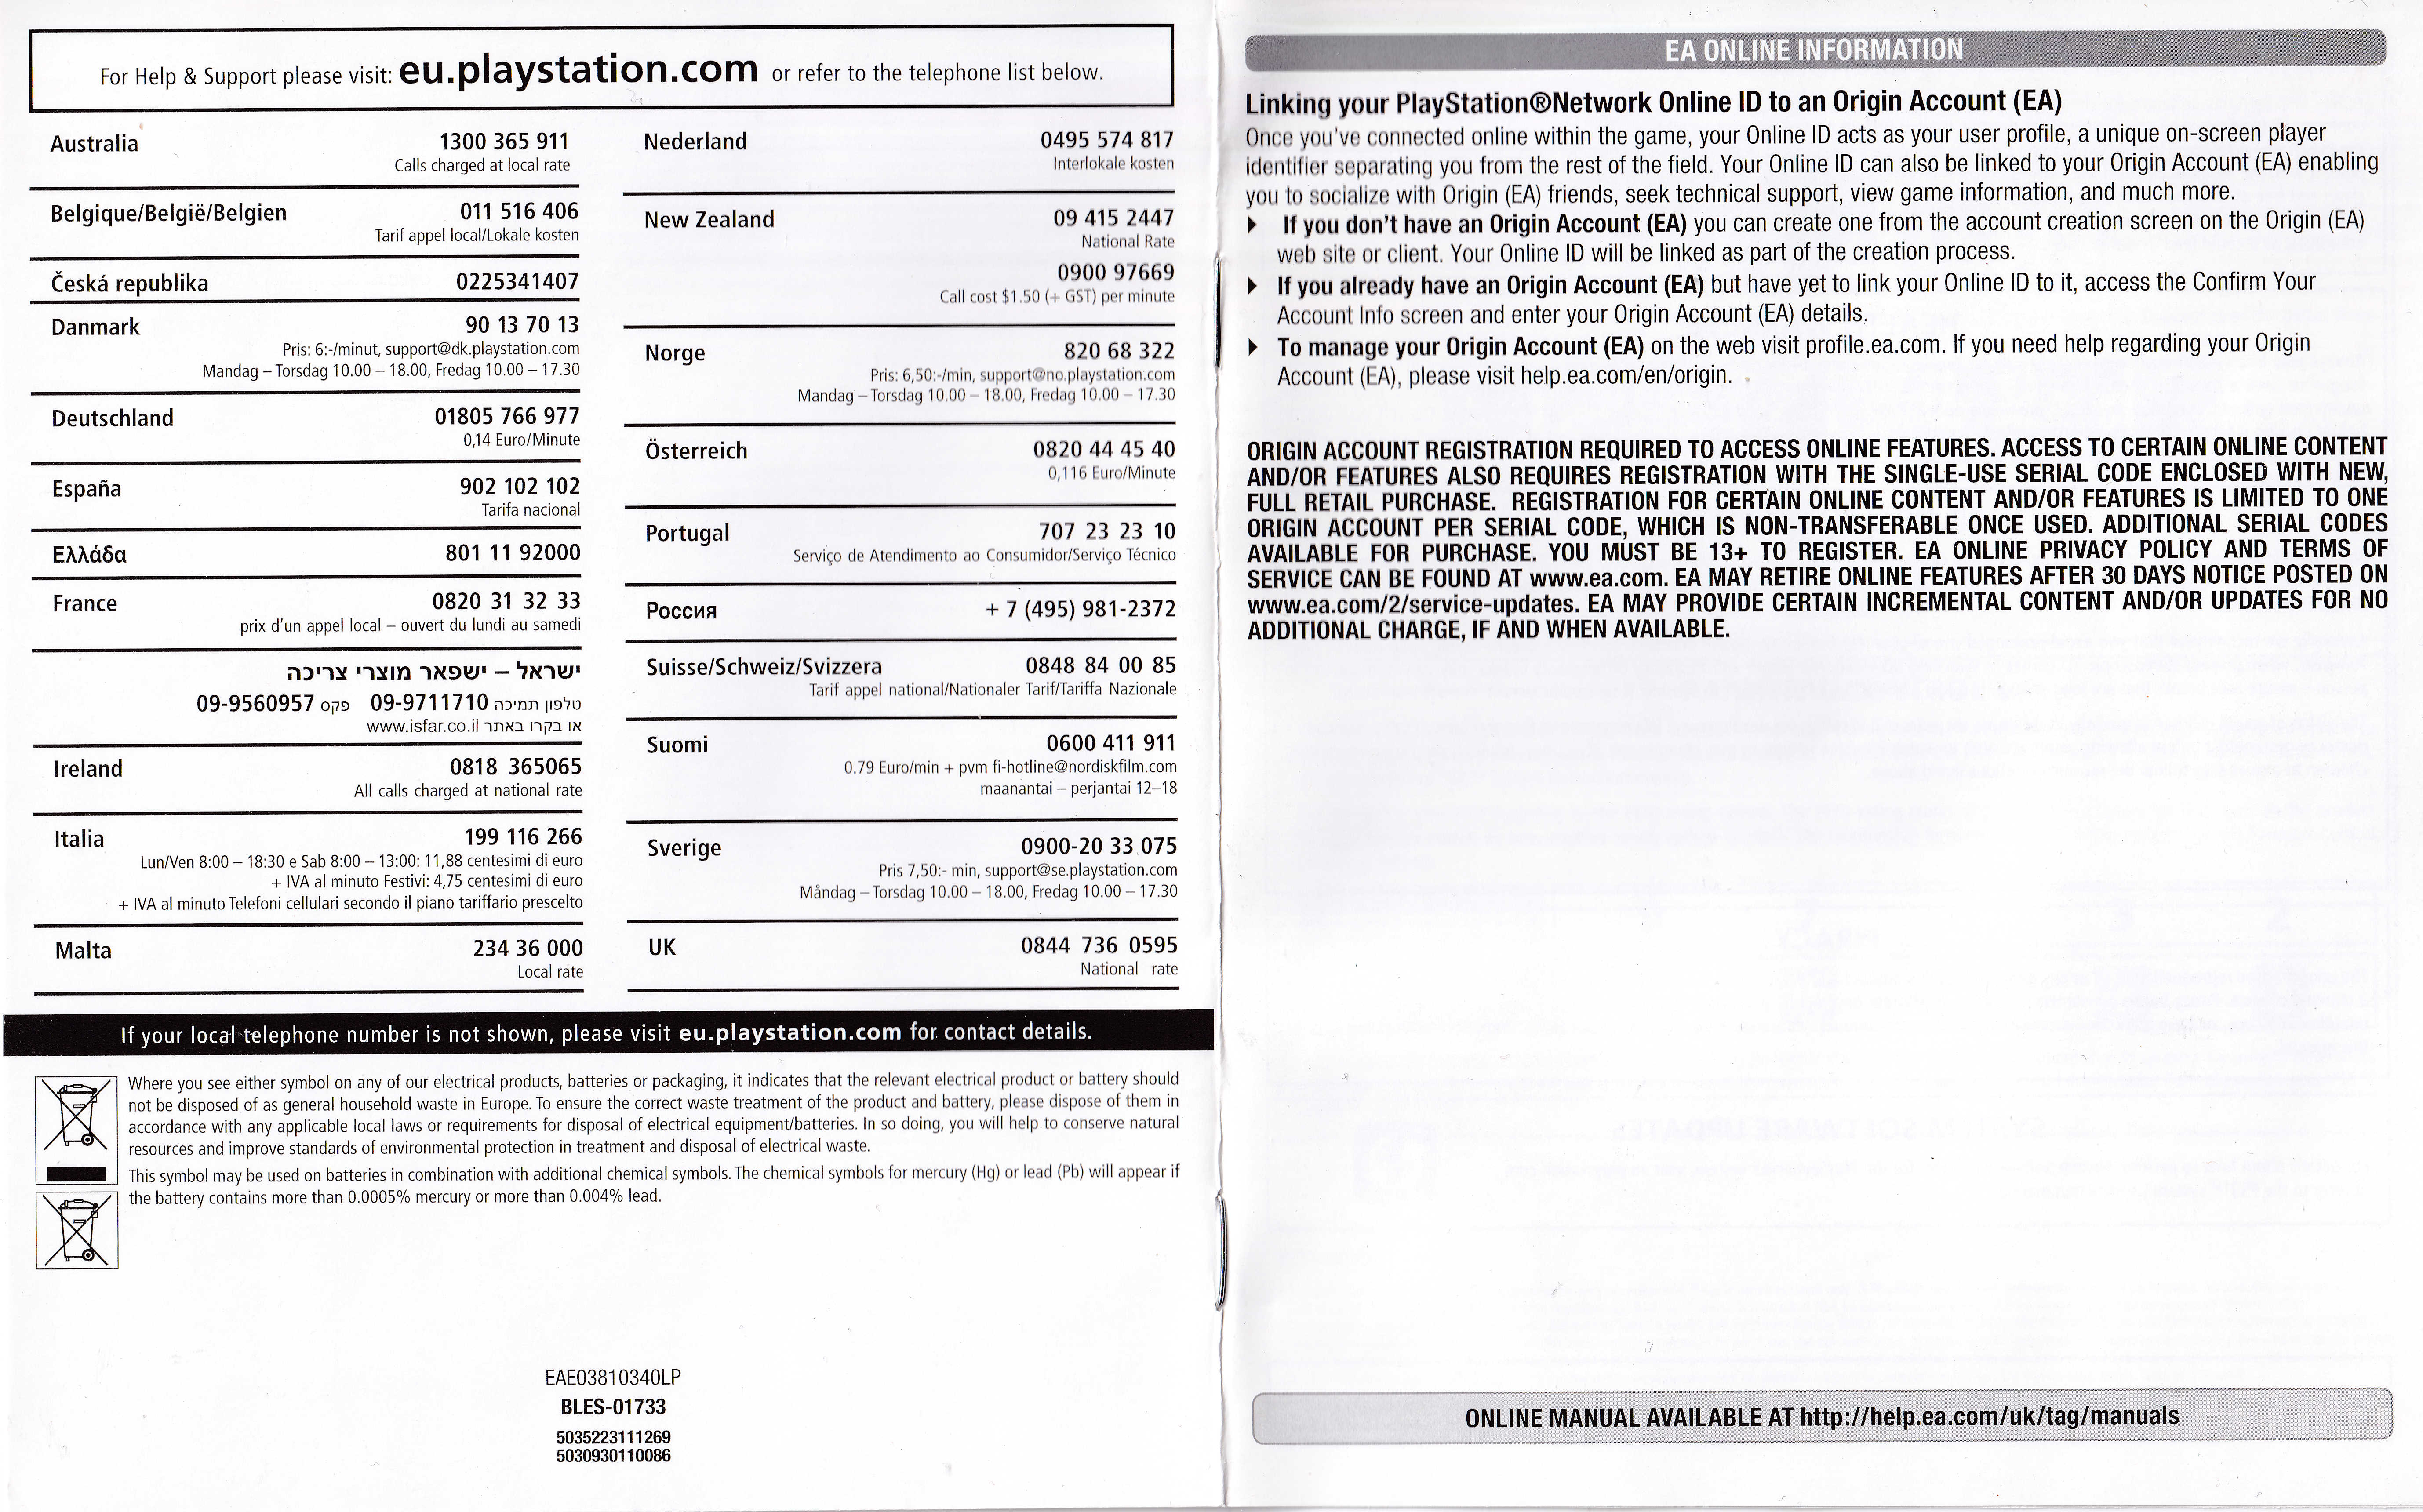 For Help & Support please visit: eu.playstation.com or refer to the telephone list below.
Australia 1300 365 911
Calls charged at local rate
Belgique/België/Belgien 011 516 406
Tarif appel local/Lokale kosten
Česká republika 0225341407
Danmark 90 13 70 13
Pris: 6:-/minut, support@dk.playstation.com
Mandag – Torsdag 10.00 – 18.00, Fredag 10.00 – 17.30
Deutschland 01805 766 977
0,14 Euro/Minute
España 902 102 102
Tarifa nacional
Ελλάδα 801 11 92000
France 0820 31 32 33
prix d'un appel local – ouvert du lundi au samedi
ישראל – ישפאר מוצרי צריכה
טלפון תמיכה 09-9711710 פקס 09-9560957
או בקרו באתר www.isfar.co.il
Ireland 0818 365065
All calls charged at national rate
Italia 199 116 266
Lun/Ven 8:00 – 18:30 e Sab 8:00 – 13:00: 11,88 centesimi di euro
+ IVA al minuto Festivi: 4,75 centesimi di euro
+ IVA al minuto Telefoni cellulari secondo il piano tariffario prescelto
Malta 234 36 000
Local rate
Nederland 0495 574 817
Interlokale kosten
New Zealand 09 415 2447
National Rate
0900 97669
Call cost $1.50 (+ GST) per minute
Norge 820 68 322
Pris: 6,50:-/min, support@no.playstation.com
Mandag – Torsdag 10.00 – 18.00, Fredag 10.00 – 17.30
Österreich 0820 44 45 40
0,116 Euro/Minute
Portugal 707 23 23 10
Serviço de Atendimento ao Consumidor/Serviço Técnico
Россия + 7 (495) 981-2372
Suisse/Schweiz/Svizzera 0848 84 00 85
Tarif appel national/Nationaler Tarif/Tariffa Nazionale
Suomi 0600 411 911
0.79 Euro/min + pvm fi-hotline@nordiskfilm.com
maanantai – perjantai 12–18
Sverige 0900-20 33 075
Pris 7,50:- min, support@se.playstation.com
Måndag – Torsdag 10.00 – 18.00, Fredag 10.00 – 17.30
UK 0844 736 0595
National rate
If your local telephone number is not shown, please visit eu.playstation.com for contact details.
Where you see either symbol on any of our electrical products, batteries or packaging, it indicates that the relevant electrical product or battery should
not be disposed of as general household waste in Europe. To ensure the correct waste treatment of the product and battery, please dispose of them in
accordance with any applicable local laws or requirements for disposal of electrical equipment/batteries. In so doing, you will help to conserve natural
resources and improve standards of environmental protection in treatment and disposal of electrical waste.
This symbol may be used on batteries in combination with additional chemical symbols. The chemical symbols for mercury (Hg) or lead (Pb) will appear if
the battery contains more than 0.0005% mercury or more than 0.004% lead.
EAE03810340LP
BLES-01733
5035223111269
5030930110086
EA ONLINE INFORMATION
Linking your PlayStation®Network Online ID to an Origin Account (EA)
Once you've connected online within the game, your Online ID acts as your user profile, a unique on-screen player
identifier separating you from the rest of the field. Your Online ID can also be linked to your Origin Account (EA) enabling
you to socialize with Origin (EA) friends, seek technical support, view game information, and much more.
If you don't have an Origin Account (EA) you can create one from the account creation screen on the Origin (EA)
web site or client. Your Online ID will be linked as part of the creation process.
If you already have an Origin Account (EA) but have yet to link your Online ID to it, access the Confirm Your
Account Info screen and enter your Origin Account (EA) details.
To manage your Origin Account (EA) on the web visit profile.ea.com. If you need help regarding your Origin
Account (EA), please visit help.ea.com/en/origin.
ORIGIN ACCOUNT REGISTRATION REQUIRED TO ACCESS ONLINE FEATURES. ACCESS TO CERTAIN ONLINE CONTENT
AND/OR FEATURES ALSO REQUIRES REGISTRATION WITH THE SINGLE-USE SERIAL CODE ENCLOSED WITH NEW,
FULL RETAIL PURCHASE. REGISTRATION FOR CERTAIN ONLINE CONTENT AND/OR FEATURES IS LIMITED TO ONE
ORIGIN ACCOUNT PER SERIAL CODE, WHICH IS NON-TRANSFERABLE ONCE USED. ADDITIONAL SERIAL CODES
AVAILABLE FOR PURCHASE. YOU MUST BE 13+ TO REGISTER. EA ONLINE PRIVACY POLICY AND TERMS OF
SERVICE CAN BE FOUND AT www.ea.com. EA MAY RETIRE ONLINE FEATURES AFTER 30 DAYS NOTICE POSTED ON
www.ea.com/2/service-updates. EA MAY PROVIDE CERTAIN INCREMENTAL CONTENT AND/OR UPDATES FOR NO
ADDITIONAL CHARGE, IF AND WHEN AVAILABLE.
ONLINE MANUAL AVAILABLE AT http://help.ea.com/uk/tag/manuals